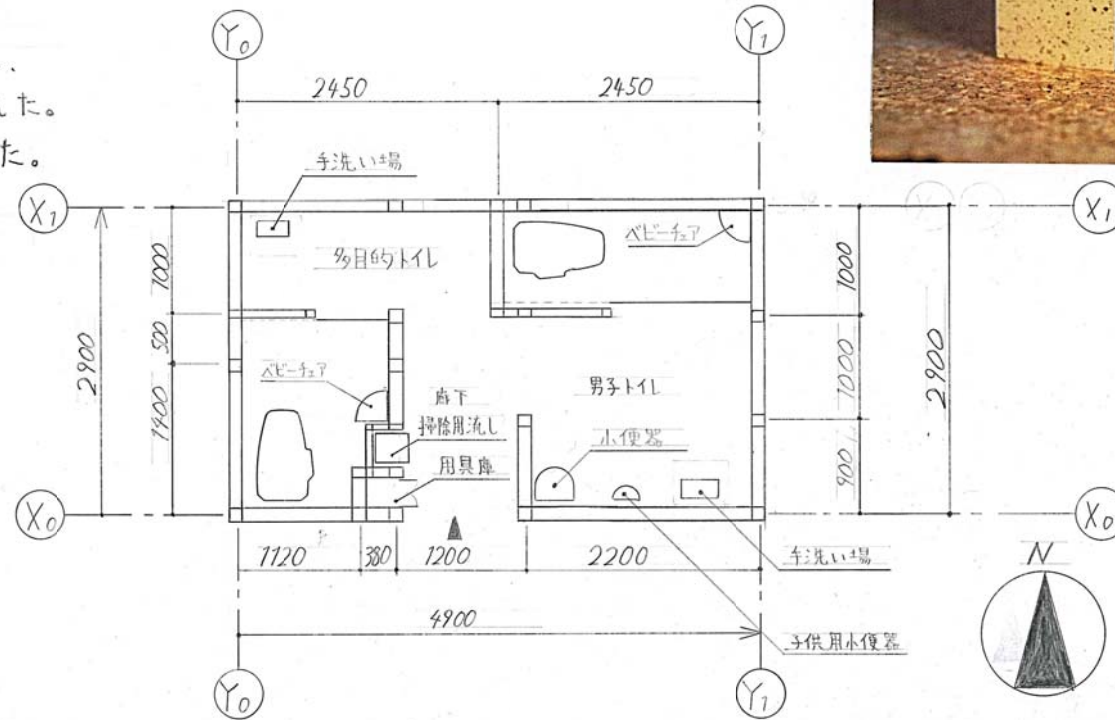 した。
た。
Y0
Y1
2450
2450
手洗い場
X1
X1
多目的トイレ
ベビーチェア
1000
500
1400
2900
1000
1000
900
2900
ベビーチェア
廊下
掃除用流し
用具庫
男子トイレ
小便器
X0
X0
1120
380
1200
2200
手洗い場
N
4900
子供用小便器
Y0
Y1